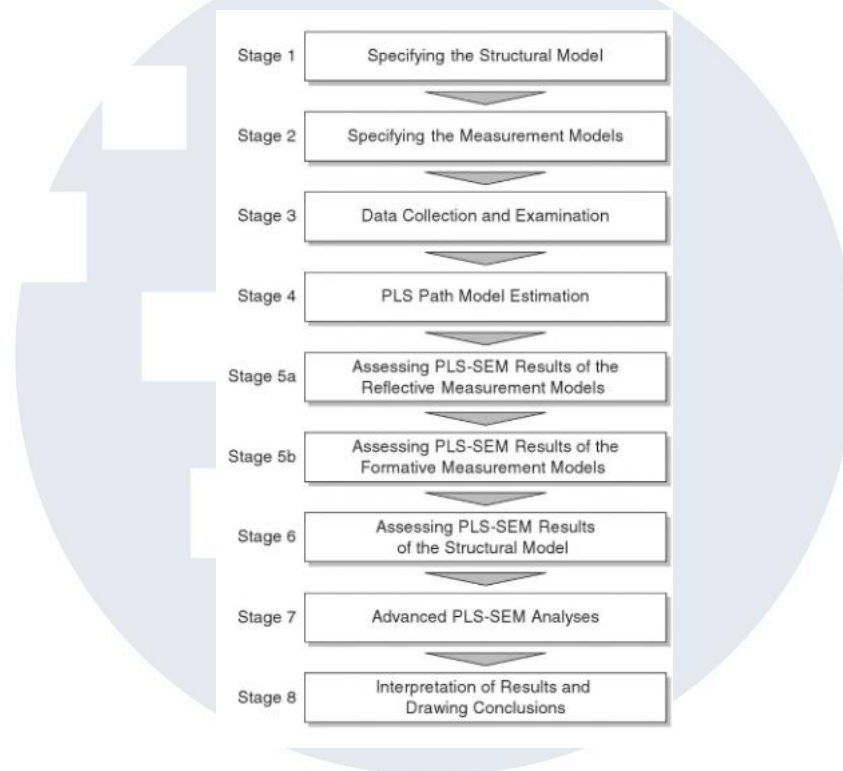 Stage 1 Specifying the Structural Model
Stage 2 Specifying the Measurement Models
Stage 3 Data Collection and Examination
Stage 4 PLS Path Model Estimation
Stage 5a Assessing PLS-SEM Results of the
Reflective Measurement Models
Stage 5b Assessing PLS-SEM Results of the
Formative Measurement Models
Stage 6 Assessing PLS-SEM Results
of the Structural Model
Stage 7 Advanced PLS-SEM Analyses
Stage 8 Interpretation of Results and
Drawing Conclusions